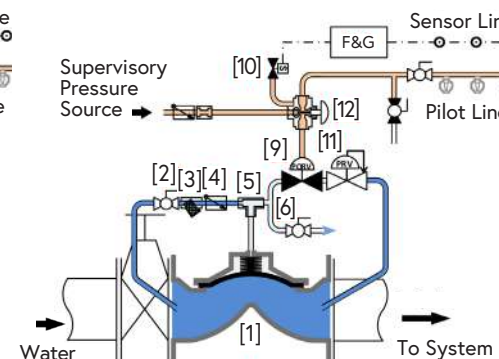 Sensor Lin
F&G
[10]
S
Supervisory
Pressure
Source
[12]
Pilot Line
[11]
[9]
PORV
PRV
[2] [3] [4] [5]
[6]
[1]
Water
To System